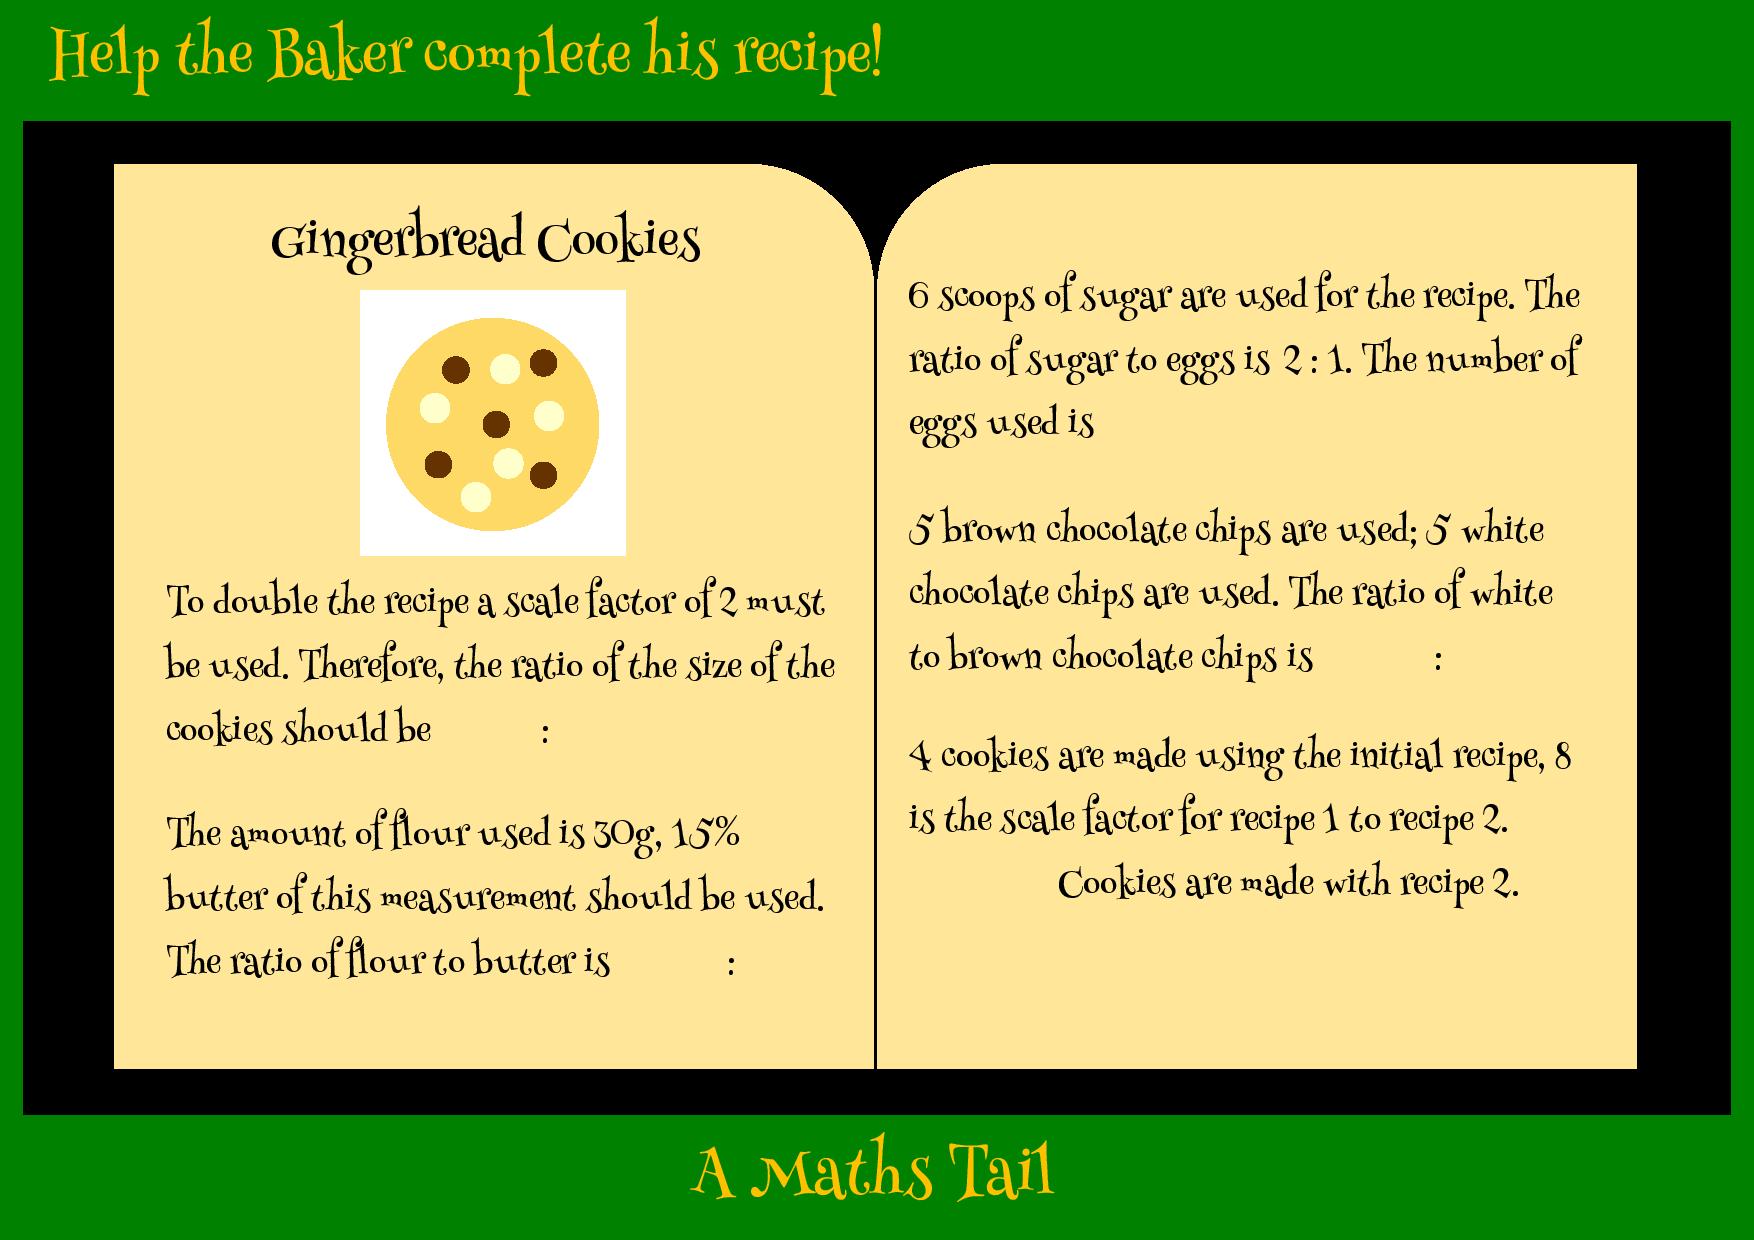 Help the Baker complete his recipe!
Gingerbread Cookies
To double the recipe a scale factor of 2 must
be used. Therefore, the ratio of the size of the
cookies should be :
The amount of flour used is 30g, 15%
butter of this measurement should be used.
The ratio of flour to butter is :
6 scoops of sugar are used for the recipe. The
ratio of sugar to eggs is 2 : 1. The number of
eggs used is
5 brown chocolate chips are used; 5 white
chocolate chips are used. The ratio of white
to brown chocolate chips is :
4 cookies are made using the initial recipe, 8
is the scale factor for recipe 1 to recipe 2.
Cookies are made with recipe 2.
A Maths Tail